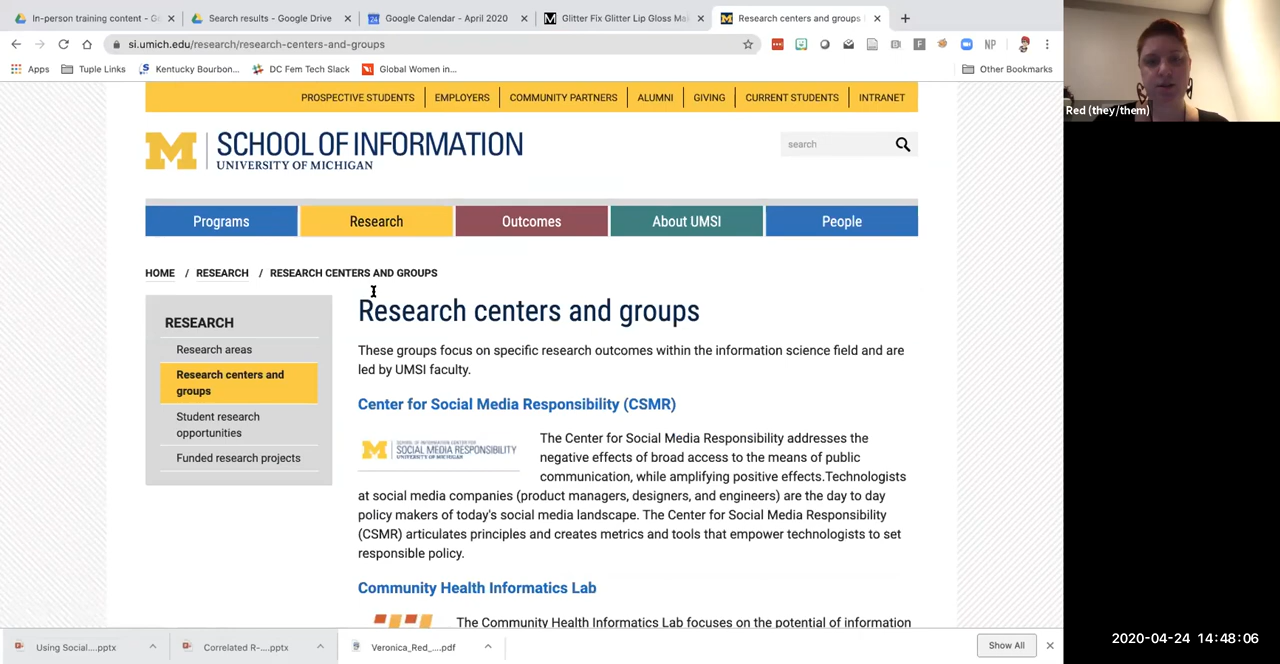 In-person training content - G
Search results - Google Drive
Google Calendar - April 2020
Glitter Fix Glitter Lip Gloss Ma
Research centers and groups
si.umich.edu/research/research-centers-and-groups
Apps
Tuple Links
Kentucky Bourbon...
DC Fem Tech Slack
Global Women in...
Other Bookmarks
PROSPECTIVE STUDENTS
EMPLOYERS
COMMUNITY PARTNERS
ALUMNI
GIVING
CURRENT STUDENTS
INTRANET
M SCHOOL OF INFORMATION
UNIVERSITY OF MICHIGAN
search
Programs
Research
Outcomes
About UMSI
People
HOME / RESEARCH / RESEARCH CENTERS AND GROUPS
RESEARCH
Research areas
Research centers and
groups
Student research
opportunities
Funded research projects
Research centers and groups
These groups focus on specific research outcomes within the information science field and are
led by UMSI faculty.
Center for Social Media Responsibility (CSMR)
M SCHOOL OF INFORMATION CENTER FOR
SOCIAL MEDIA RESPONSIBILITY
UNIVERSITY OF MICHIGAN
The Center for Social Media Responsibility addresses the
negative effects of broad access to the means of public
communication, while amplifying positive effects.Technologists
at social media companies (product managers, designers, and engineers) are the day to day
policy makers of today's social media landscape. The Center for Social Media Responsibility
(CSMR) articulates principles and creates metrics and tools that empower technologists to set
responsible policy.
Community Health Informatics Lab
The Community Health Informatics Lab focuses on the potential of information
Using Social....pptx
Correlated R-....pptx
Veronica_Red_....pdf
Show All
Red (they/them)
NP
F
2020-04-24 14:48:06